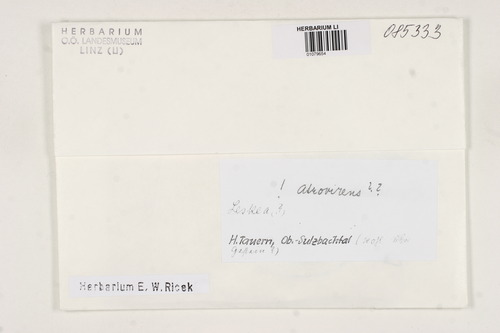 HERBARIUM
O.Ö. LANDESMUSEUM
LINZ (LI)
HERBARIUM LI
085333
! Atrovirens ??
Leskea
H. Tauern, Ob.-Sulzbachtal
Herbarium E. W. Ricek